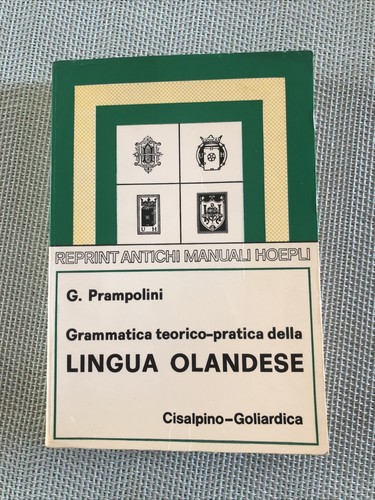 REPRINT ANTICHI MANUALI HOEPLI
G. Prampolini
Grammatica teorico-pratica della
LINGUA OLANDESE
Cisalpino-Goliardica